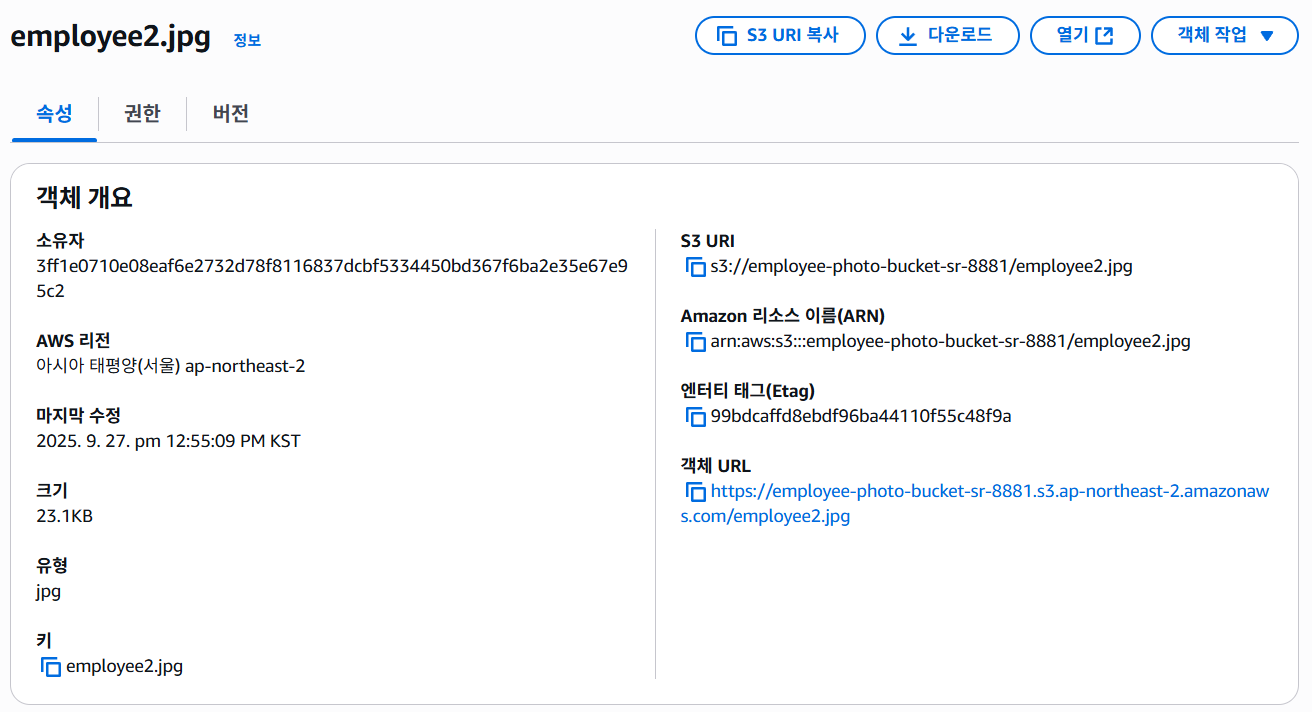 employee2.jpg 정보
S3 URI 복사
다운로드
열기
객체 작업
속성
권한
버전
객체 개요
소유자
3ff1e0710e08eaf6e2732d78f8116837dcbf5334450bd367f6ba2e35e67e9
5c2
AWS 리전
아시아 태평양(서울) ap-northeast-2
마지막 수정
2025. 9. 27. pm 12:55:09 PM KST
크기
23.1KB
유형
jpg
키
employee2.jpg
S3 URI
s3://employee-photo-bucket-sr-8881/employee2.jpg
Amazon 리소스 이름(ARN)
arn:aws:s3:::employee-photo-bucket-sr-8881/employee2.jpg
엔터티 태그(Etag)
99bdcaffd8ebdf96ba44110f55c48f9a
객체 URL
https://employee-photo-bucket-sr-8881.s3.ap-northeast-2.amazonaw
s.com/employee2.jpg